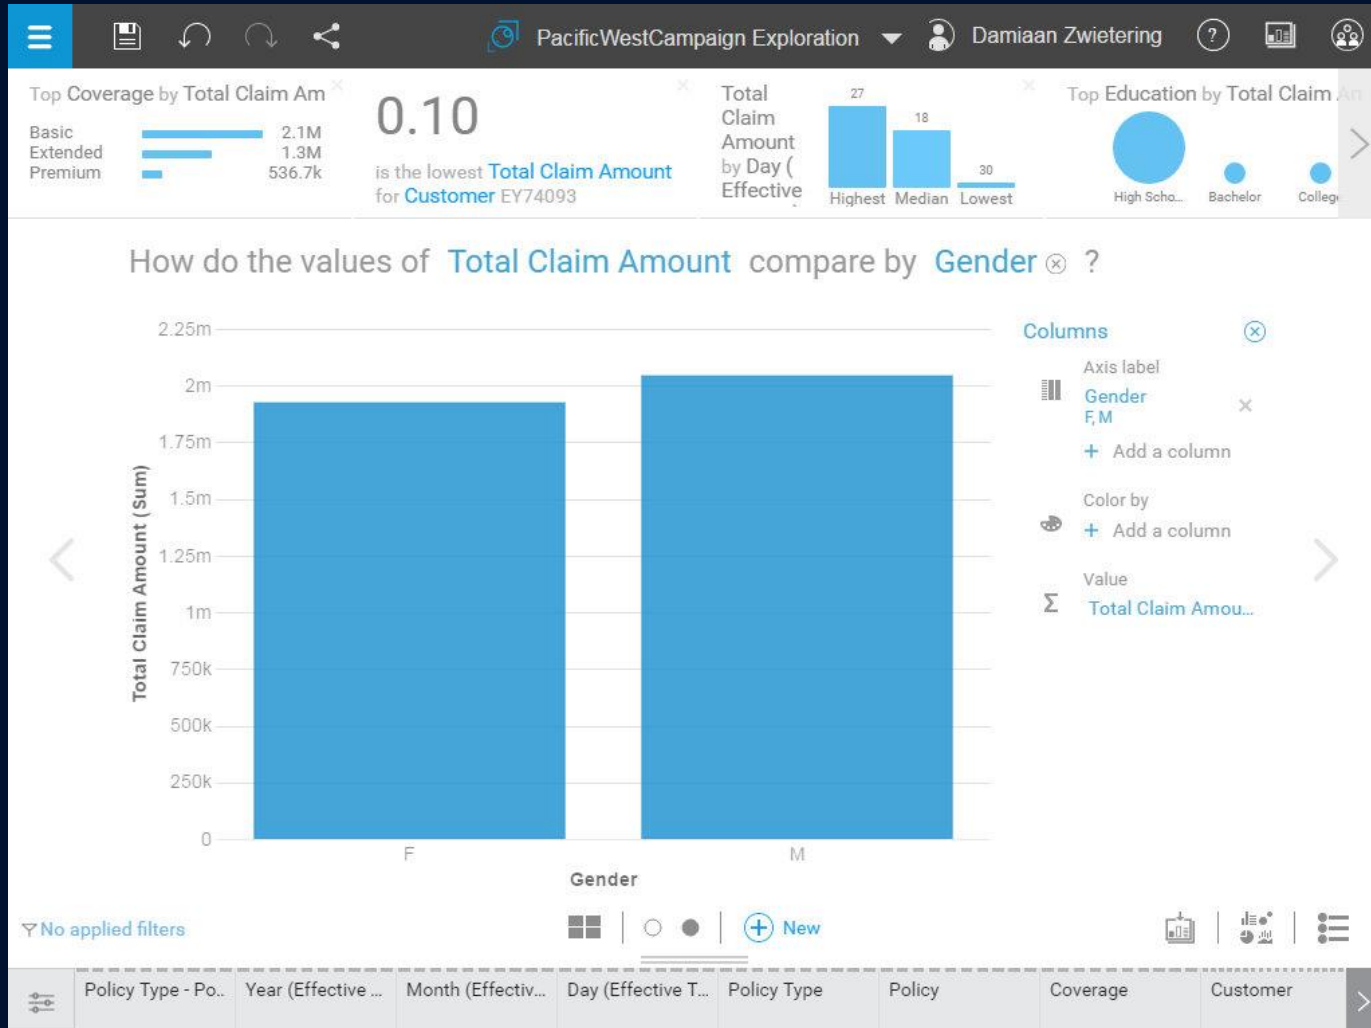 PacificWestCampaign Exploration
Damiaan Zwietering
?
Top Coverage by Total Claim Am
Basic 2.1M
Extended 1.3M
Premium 536.7k
0.10
is the lowest Total Claim Amount
for Customer EY74093
Total
Claim
Amount
by Day (
Effective
27
18
30
Highest Median Lowest
Top Education by Total Claim
High Scho...
Bachelor
College
How do the values of Total Claim Amount compare by Gender ?
2.25m
2m
1.75m
1.5m
1.25m
1m
750k
500k
250k
0
Total Claim Amount (Sum)
F
M
Gender
Columns
Axis label
Gender
F, M
+ Add a column
Color by
+ Add a column
Value
Σ Total Claim Amou...
No applied filters
+ New
Policy Type - Po..
Year (Effective ...
Month (Effectiv...
Day (Effective T...
Policy Type
Policy
Coverage
Customer